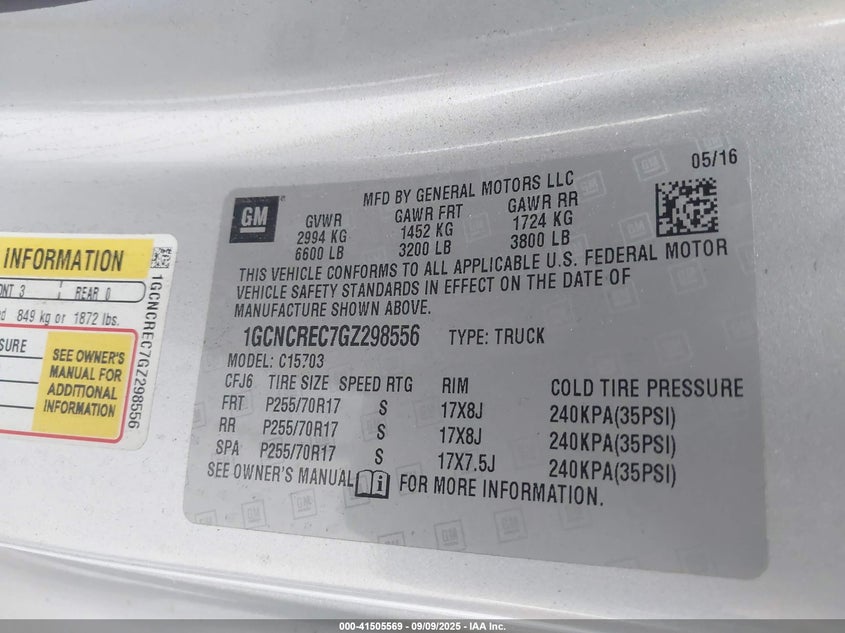 05/16
MFD BY GENERAL MOTORS LLC
GM
GVWR GAWR FRT GAWR RR
2994 KG 1452 KG 1724 KG
6600 LB 3200 LB 3800 LB
THIS VEHICLE CONFORMS TO ALL APPLICABLE U.S. FEDERAL MOTOR
VEHICLE SAFETY STANDARDS IN EFFECT ON THE DATE OF
MANUFACTURE SHOWN ABOVE.
1GCNCREC7GZ298556 TYPE: TRUCK
MODEL: C15703
CFJ6 TIRE SIZE SPEED RTG RIM COLD TIRE PRESSURE
FRT P255/70R17 S 17X8J 240KPA(35PSI)
RR P255/70R17 S 17X8J 240KPA(35PSI)
SPA P255/70R17 S 17X7.5J 240KPA(35PSI)
SEE OWNER'S MANUAL FOR MORE INFORMATION.
INFORMATION
ONT 3 REAR 0
849 kg or 1872 lbs.
SURE
SEE OWNER'S
MANUAL FOR
ADDITIONAL
INFORMATION
1GCNCREC7GZ298556
000-41505569 - 09/09/2025 - IAA Inc.